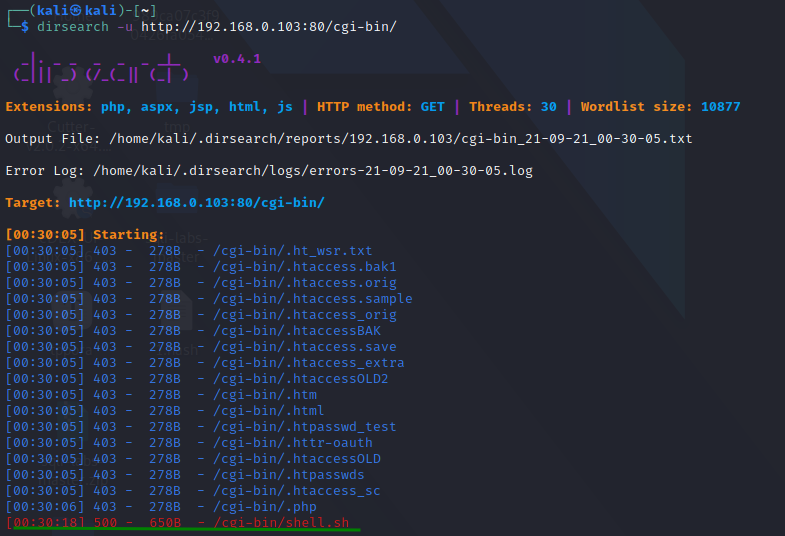 ┌──(kali㉿kali)-[~]
└─$ dirsearch -u http://192.168.0.103:80/cgi-bin/
v0.4.1
Extensions: php, aspx, jsp, html, js | HTTP method: GET | Threads: 30 | Wordlist size: 10877
Output File: /home/kali/.dirsearch/reports/192.168.0.103/cgi-bin_21-09-21_00-30-05.txt
Error Log: /home/kali/.dirsearch/logs/errors-21-09-21_00-30-05.log
Target: http://192.168.0.103:80/cgi-bin/
[00:30:05] Starting:
[00:30:05] 403 -  278B  - /cgi-bin/.ht_wsr.txt
[00:30:05] 403 -  278B  - /cgi-bin/.htaccess.bak1
[00:30:05] 403 -  278B  - /cgi-bin/.htaccess.orig
[00:30:05] 403 -  278B  - /cgi-bin/.htaccess.sample
[00:30:05] 403 -  278B  - /cgi-bin/.htaccess_orig
[00:30:05] 403 -  278B  - /cgi-bin/.htaccessBAK
[00:30:05] 403 -  278B  - /cgi-bin/.htaccess.save
[00:30:05] 403 -  278B  - /cgi-bin/.htaccess_extra
[00:30:05] 403 -  278B  - /cgi-bin/.htaccessOLD2
[00:30:05] 403 -  278B  - /cgi-bin/.htm
[00:30:05] 403 -  278B  - /cgi-bin/.html
[00:30:05] 403 -  278B  - /cgi-bin/.htpasswd_test
[00:30:05] 403 -  278B  - /cgi-bin/.httr-oauth
[00:30:05] 403 -  278B  - /cgi-bin/.htaccessOLD
[00:30:05] 403 -  278B  - /cgi-bin/.htpasswds
[00:30:05] 403 -  278B  - /cgi-bin/.htaccess_sc
[00:30:06] 403 -  278B  - /cgi-bin/.php
[00:30:18] 500 -  650B  - /cgi-bin/shell.sh